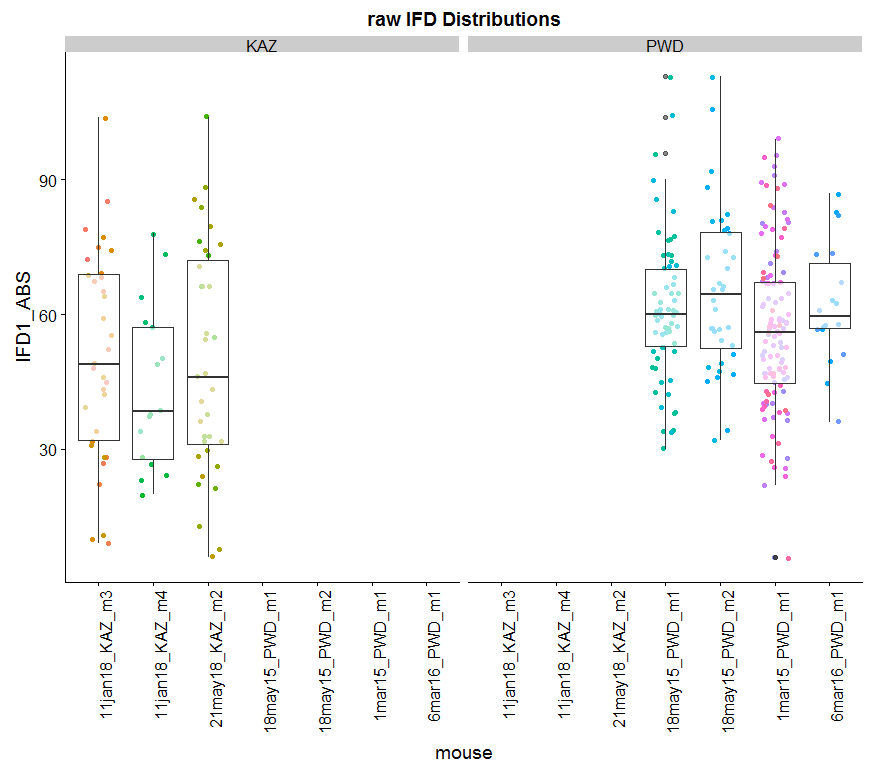 raw IFD Distributions
KAZ
PWD
90
60
30
IFD1_ABS
11jan18_KAZ_m3
11jan18_KAZ_m4
21may18_KAZ_m2
18may15_PWD_m1
18may15_PWD_m2
1mar15_PWD_m1
6mar16_PWD_m1
11jan18_KAZ_m3
11jan18_KAZ_m4
21may18_KAZ_m2
18may15_PWD_m1
18may15_PWD_m2
1mar15_PWD_m1
6mar16_PWD_m1
mouse